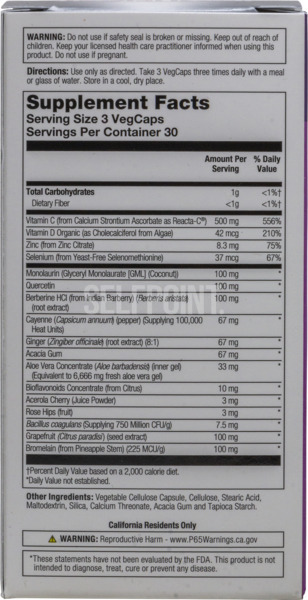 WARNING: Do not use if safety seal is broken or missing. Keep out of reach of
children. Keep your licensed health care practitioner informed when using this
product. Do not use if pregnant.
Directions: Use only as directed. Take 3 VegCaps three times daily with a meal
or glass of water. Store in a cool, dry place.
Supplement Facts
Serving Size 3 VegCaps
Servings Per Container 30
Amount Per Serving % Daily Value
Total Carbohydrates 1g <1%†
Dietary Fiber <1g <1%†
Vitamin C (from Calcium Strontium Ascorbate as Reacta-C®) 500 mg 556%
Vitamin D Organic (as Cholecalciferol from Algae) 42 mcg 210%
Zinc (from Zinc Citrate) 8.3 mg 75%
Selenium (from Yeast-Free Selenomethionine) 37 mcg 67%
Monolaurin (Glyceryl Monolaurate [GML] (Coconut)) 100 mg *
Quercetin 100 mg *
Berberine HCl (from Indian Barberry) (Berberis aristata)
(root extract) 100 mg *
Cayenne (Capsicum annuum) (pepper) (Supplying 100,000
Heat Units) 67 mg *
Ginger (Zingiber officinale) (root extract) (8:1) 67 mg *
Acacia Gum 67 mg *
Aloe Vera Concentrate (Aloe barbadensis) (inner gel)
(Equivalent to 6,666 mg fresh aloe vera gel) 33 mg *
Bioflavonoids Concentrate (from Citrus) 10 mg *
Acerola Cherry (Juice Powder) 3 mg *
Rose Hips (fruit) 3 mg *
Bacillus coagulans (Supplying 750 Million CFU/g) 7.5 mg *
Grapefruit (Citrus paradisi) (seed extract) 100 mg *
Bromelain (from Pineapple Stem) (225 MCU/g) 100 mg *
†Percent Daily Value based on a 2,000 calorie diet.
*Daily Value not established.
Other Ingredients: Vegetable Cellulose Capsule, Cellulose, Stearic Acid,
Maltodextrin, Silica, Calcium Threonate, Acacia Gum and Tapioca Starch.
California Residents Only
WARNING: Reproductive Harm - www.P65Warnings.ca.gov
*These statements have not been evaluated by the FDA. This product is not
intended to diagnose, treat, cure or prevent any disease.
SELFPOINT.